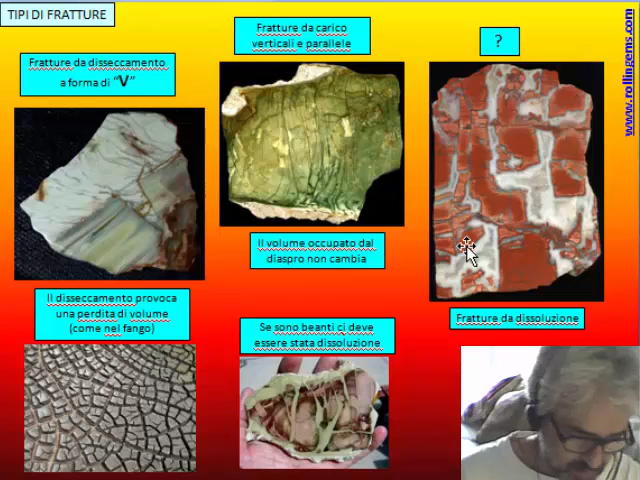 TIPI DI FRATTURE
Fratture da disseccamento
a forma di "V"
Fratture da carico
verticali e parallele
?
www.rollingems.com
Il volume occupato dal
diaspro non cambia
Il disseccamento provoca
una perdita di volume
(come nel fango)
Se sono beanti ci deve
essere stata dissoluzione
Fratture da dissoluzione